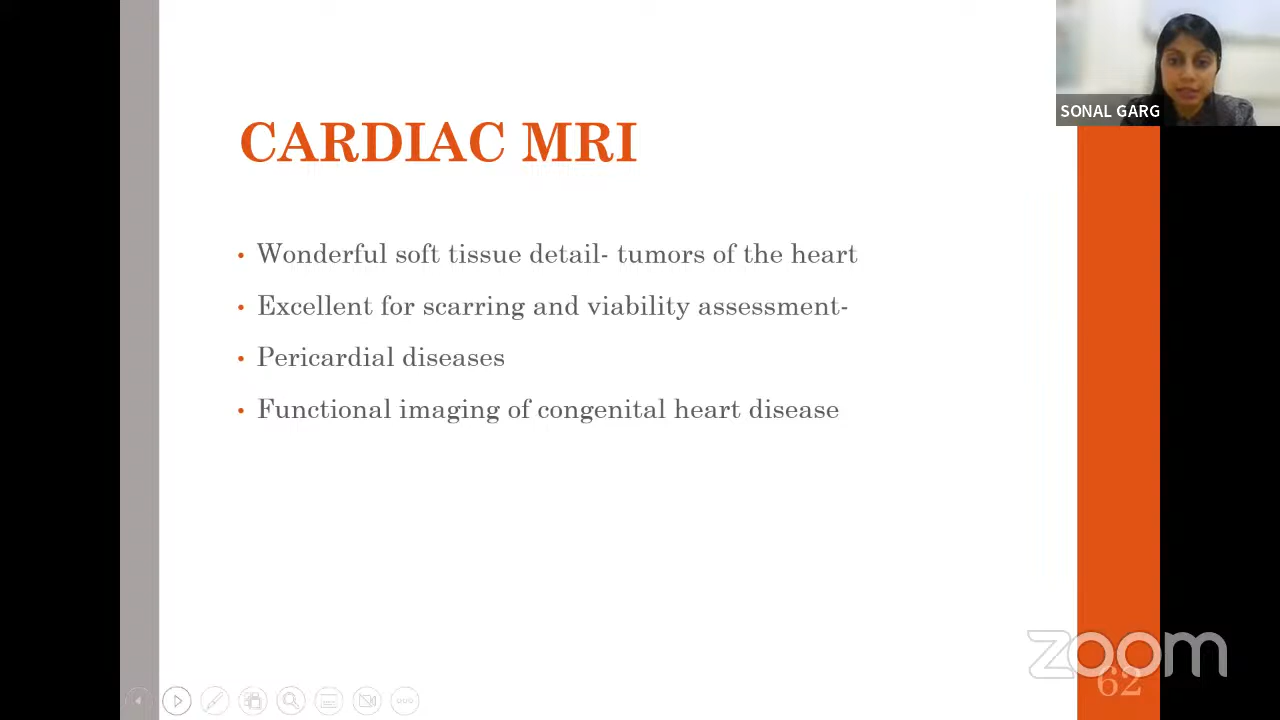 SONAL GARG
CARDIAC MRI
• Wonderful soft tissue detail- tumors of the heart
• Excellent for scarring and viability assessment-
• Pericardial diseases
• Functional imaging of congenital heart disease
zoom
62